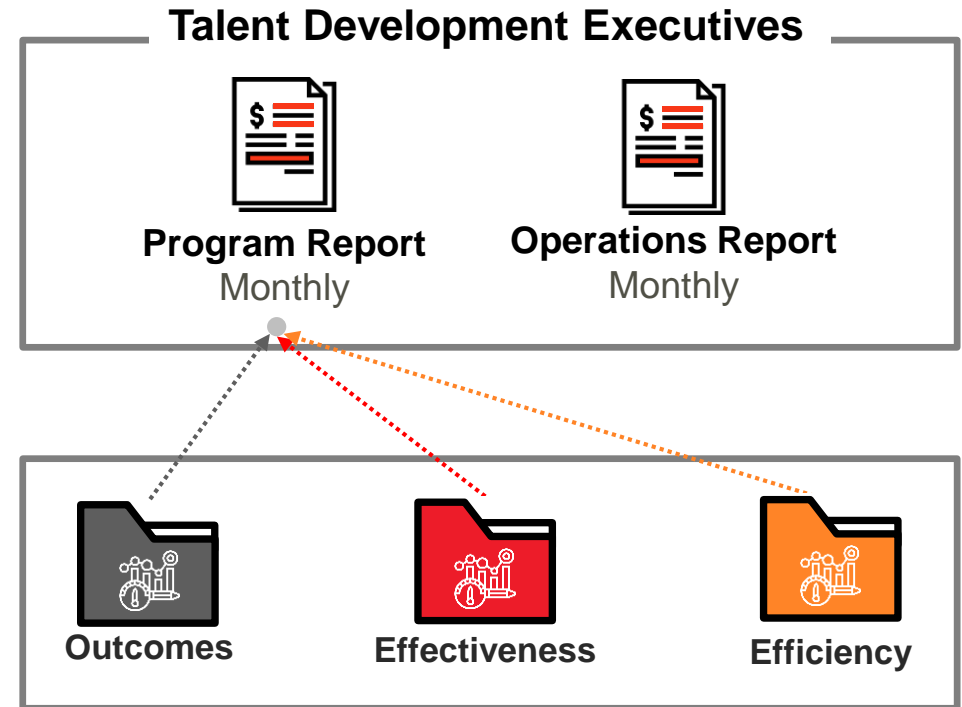 Talent Development Executives
$
$
Program Report
Monthly
Operations Report
Monthly
Outcomes
Effectiveness
Efficiency